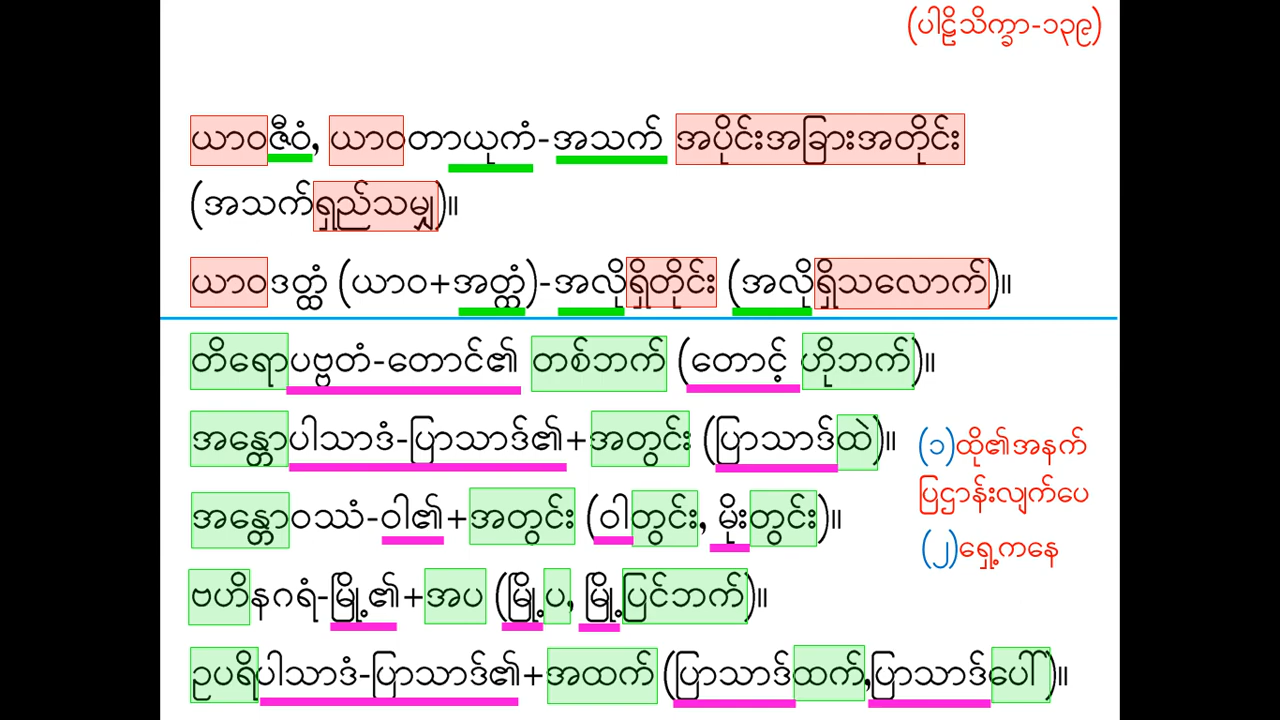 (ပါဠိသိက္ခာ-၁၃၉)
ယာဝဇီဝံ, ယာဝတာယုကံ-အသက် အပိုင်းအခြားအတိုင်း
(အသက်ရှည်သမျှ)။
ယာဝဒတ္ထံ (ယာဝ+အတ္ထံ)-အလိုရှိတိုင်း (အလိုရှိသလောက်)။
တိရောပဗ္ဗတံ-တောင်၏ တစ်ဘက် (တောင့် ဟိုဘက်)။
အန္တောပါသာဒံ-ပြာသာဒ်၏+အတွင်း (ပြာသာဒ်ထဲ)။
(၁)ထို၏အနက်
ပြဋ္ဌာန်းလျက်ပေ
အန္တောဝဿံ-ဝါ၏+အတွင်း (ဝါတွင်း, မိုးတွင်း)။
(၂)ရှေ့ကနေ
ဗဟိနဂရံ-မြို့၏+အပ (မြို့ပ, မြို့ပြင်ဘက်)။
ဥပရိပါသာဒံ-ပြာသာဒ်၏+အထက် (ပြာသာဒ်ထက်,ပြာသာဒ်ပေါ်)။